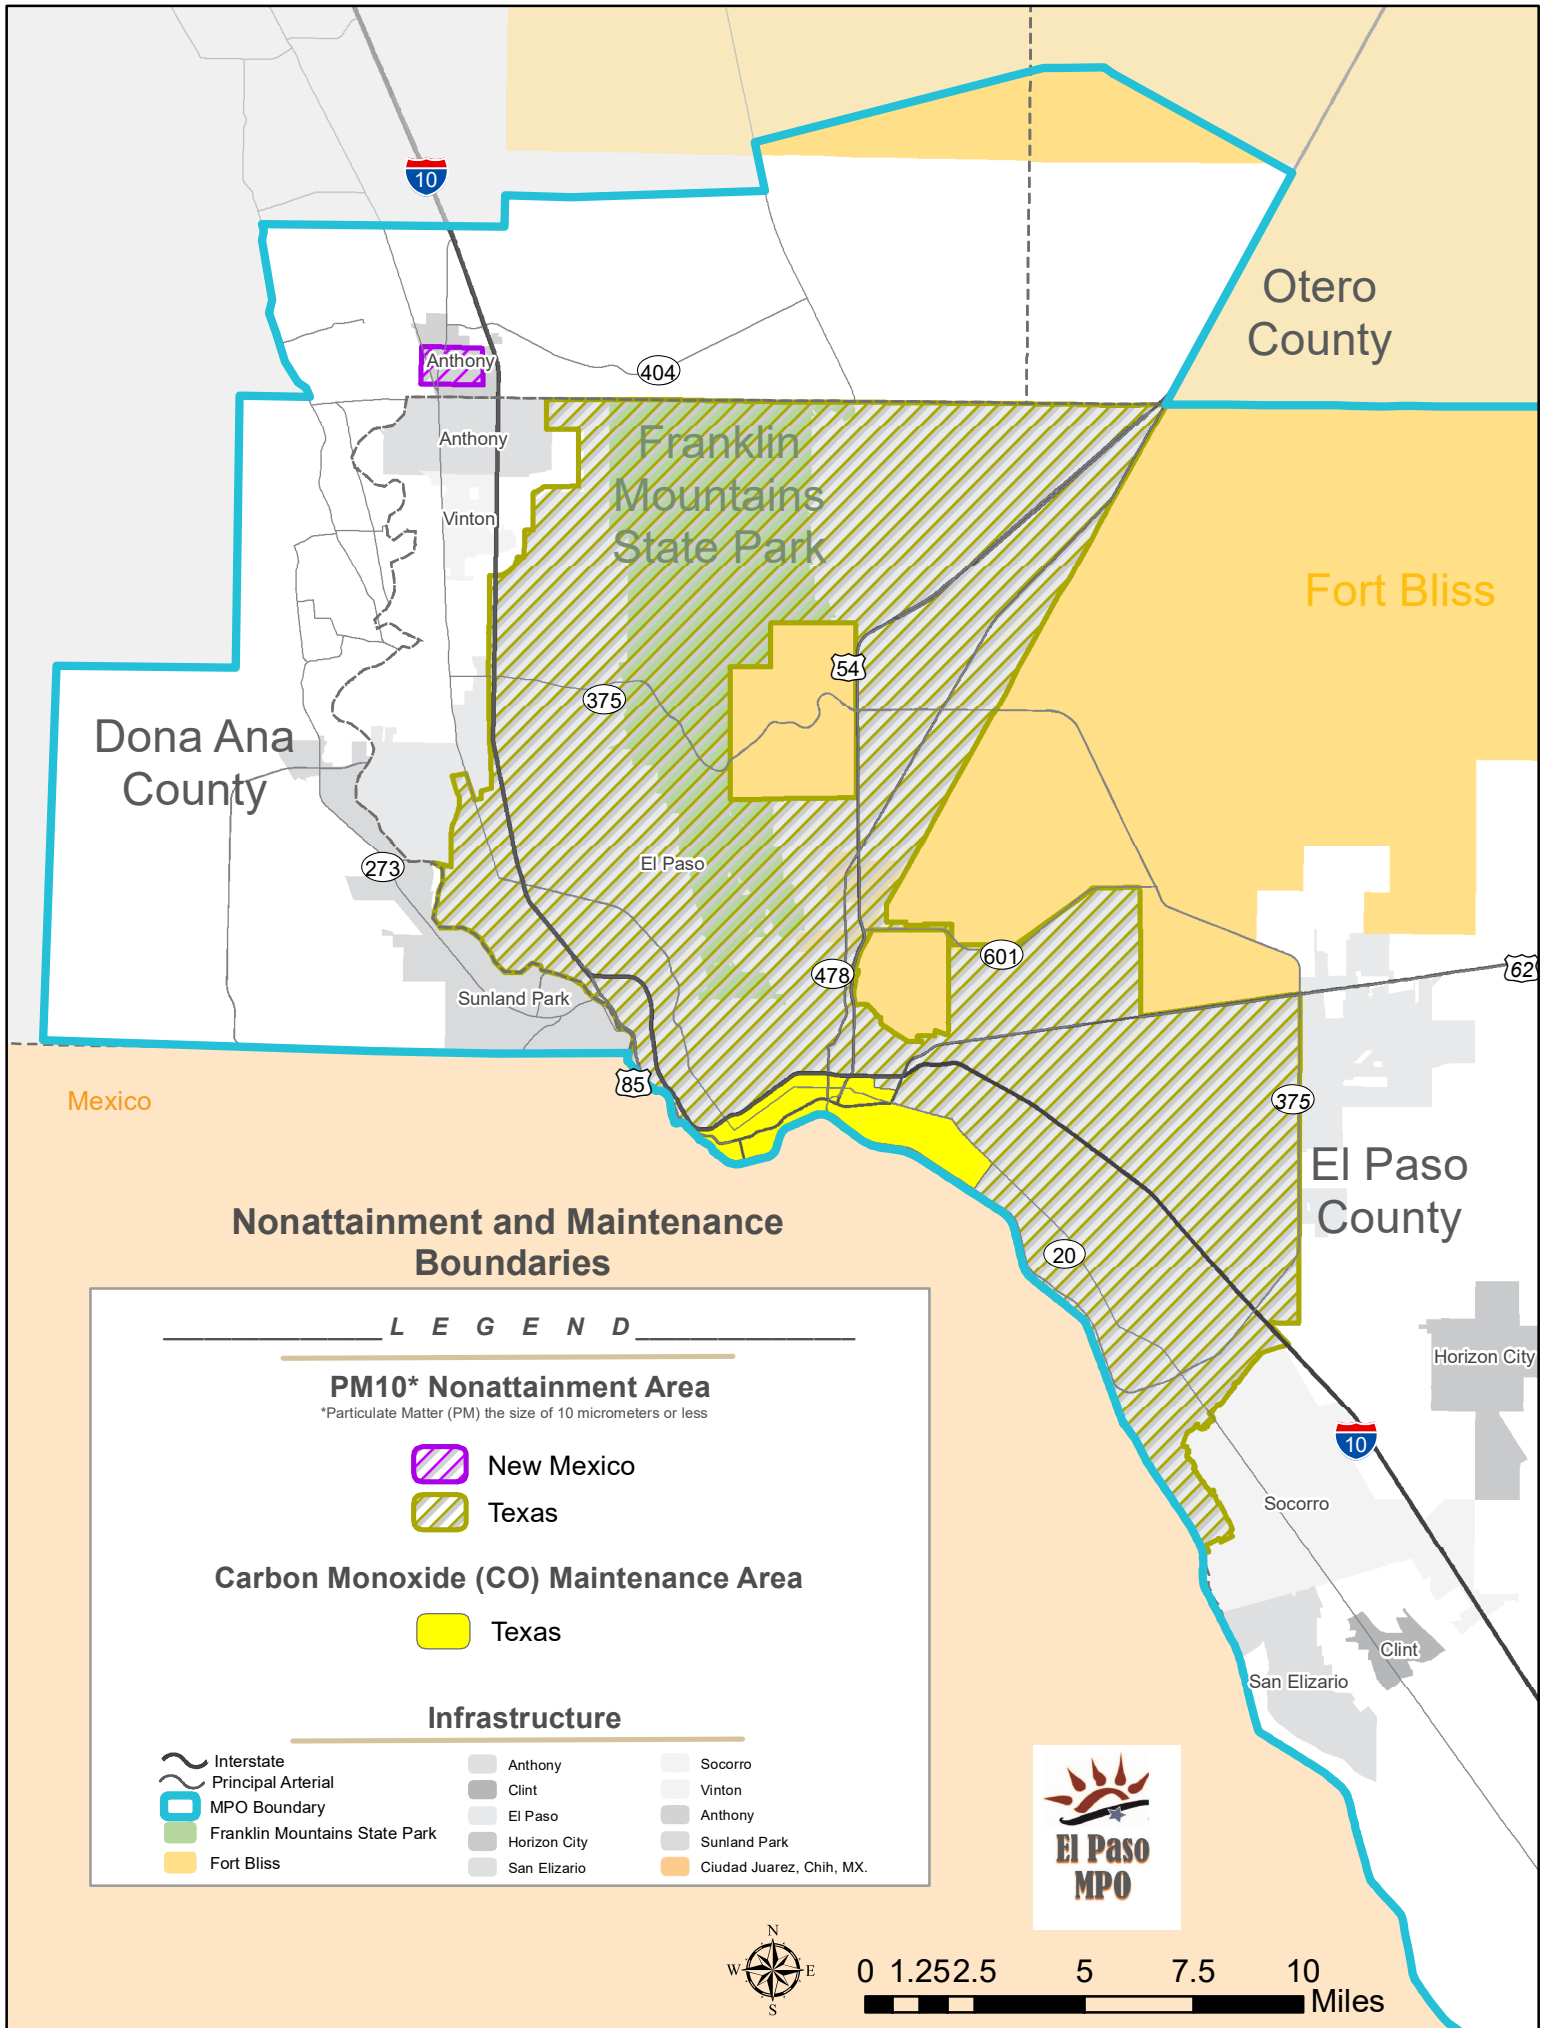 10
Otero
County
Anthony
404
Anthony
Franklin
Mountains
State Park
Vinton
Fort Bliss
54
375
Dona Ana
County
El Paso
273
601
478
62
Sunland Park
85
Mexico
375
El Paso
County
20
Horizon City
10
Socorro
Clint
San Elizario
Nonattainment and Maintenance
Boundaries
L E G E N D
PM10* Nonattainment Area
*Particulate Matter (PM) the size of 10 micrometers or less
New Mexico
Texas
Carbon Monoxide (CO) Maintenance Area
Texas
Infrastructure
Interstate
Principal Arterial
MPO Boundary
Franklin Mountains State Park
Fort Bliss
Anthony
Clint
El Paso
Horizon City
San Elizario
Socorro
Vinton
Anthony
Sunland Park
Ciudad Juarez, Chih, MX.
El Paso
MPO
N
W E
S
0 1.25 2.5 5 7.5 10
Miles